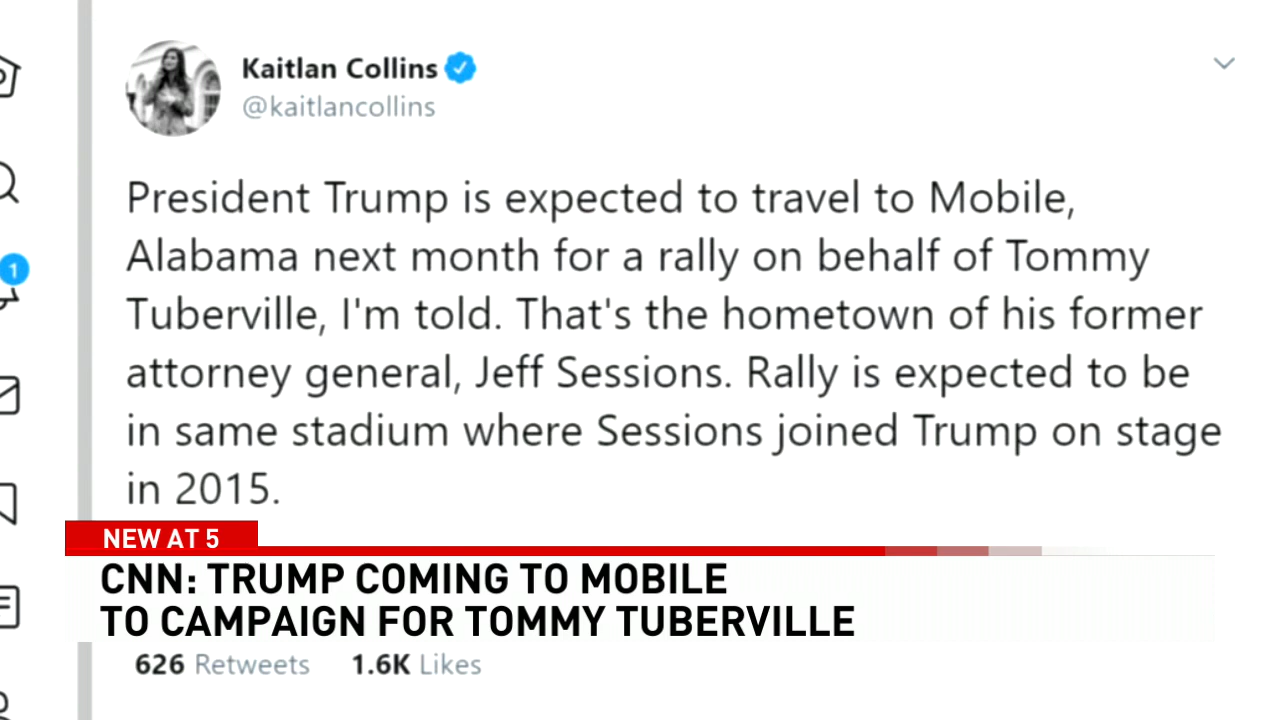 Kaitlan Collins
@kaitlancollins
President Trump is expected to travel to Mobile,
Alabama next month for a rally on behalf of Tommy
Tuberville, I'm told. That's the hometown of his former
attorney general, Jeff Sessions. Rally is expected to be
in same stadium where Sessions joined Trump on stage
in 2015.
1
NEW AT 5
CNN: TRUMP COMING TO MOBILE
TO CAMPAIGN FOR TOMMY TUBERVILLE
626 Retweets 1.6K Likes